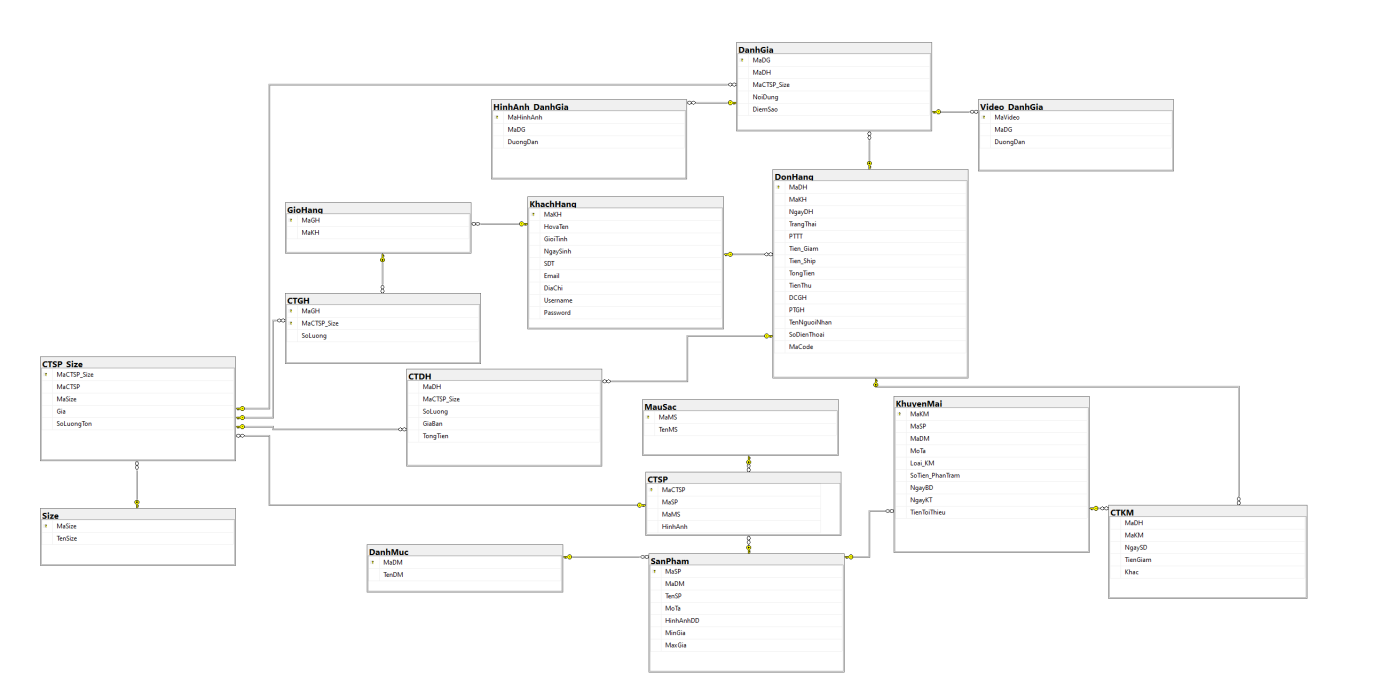 DanhGia
MaDG
MaDH
MaCTSP_Size
NoiDung
DiemSao
HinhAnh_DanhGia
MaHinhAnh
MaDG
DuongDan
Video_DanhGia
MaVideo
MaDG
DuongDan
DonHang
MaDH
MaKH
NgayDH
TrangThai
PTTT
Tien_Giam
Tien_Ship
TongTien
TienThu
DCGH
PTGH
TenNguoiNhan
SoDienThoai
MaCode
KhachHang
MaKH
HovaTen
GioiTinh
NgaySinh
SDT
Email
DiaChi
Username
Password
GioHang
MaGH
MaKH
CTGH
MaGH
MaCTSP_Size
SoLuong
CTSP_Size
MaCTSP_Size
MaCTSP
MaSize
Gia
SoLuongTon
CTDH
MaDH
MaCTSP_Size
SoLuong
GiaBan
TongTien
MauSac
MaMS
TenMS
KhuyenMai
MaKM
MaSP
MaDM
MoTa
Loai_KM
SoTien_PhanTram
NgayBD
NgayKT
TienToiThieu
CTSP
MaCTSP
MaSP
MaMS
HinhAnh
Size
MaSize
TenSize
CTKM
MaDH
MaKM
NgaySD
TienGiam
Khac
DanhMuc
MaDM
TenDM
SanPham
MaSP
MaDM
TenSP
MoTa
HinhAnhDD
MinGia
MaxGia